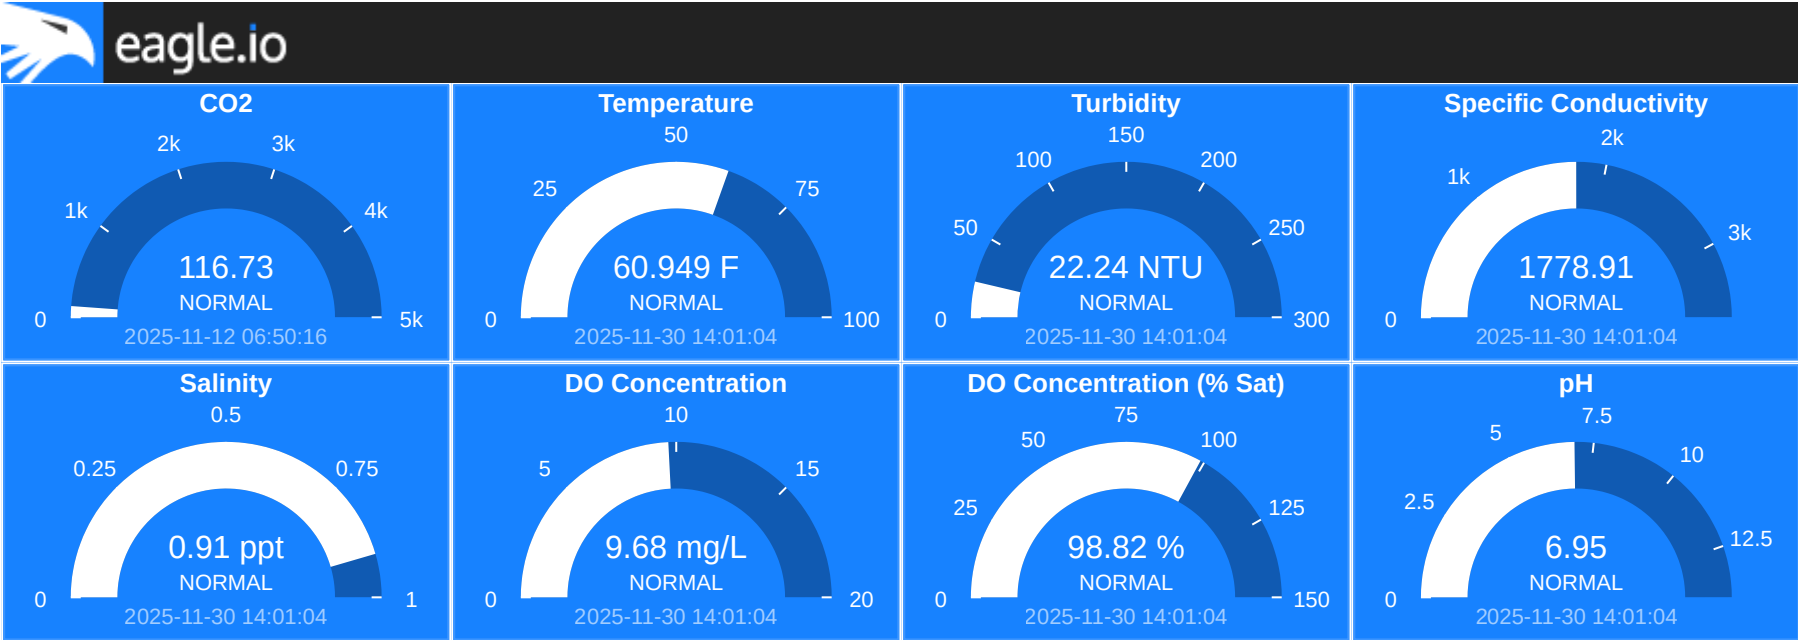 eagle.io
CO2
2k
3k
1k
4k
116.73
NORMAL
0
5k
2025-11-12 06:50:16
Temperature
50
25
75
60.949 F
NORMAL
0
100
2025-11-30 14:01:04
Turbidity
150
100
200
50
250
22.24 NTU
NORMAL
0
300
2025-11-30 14:01:04
Specific Conductivity
2k
1k
3k
1778.91
NORMAL
0
2025-11-30 14:01:04
Salinity
0.5
0.25
0.75
0.91 ppt
NORMAL
0
1
2025-11-30 14:01:04
DO Concentration
10
5
15
9.68 mg/L
NORMAL
0
20
2025-11-30 14:01:04
DO Concentration (% Sat)
75
50
100
25
125
98.82 %
NORMAL
0
150
2025-11-30 14:01:04
pH
7.5
5
10
2.5
12.5
6.95
NORMAL
0
2025-11-30 14:01:04